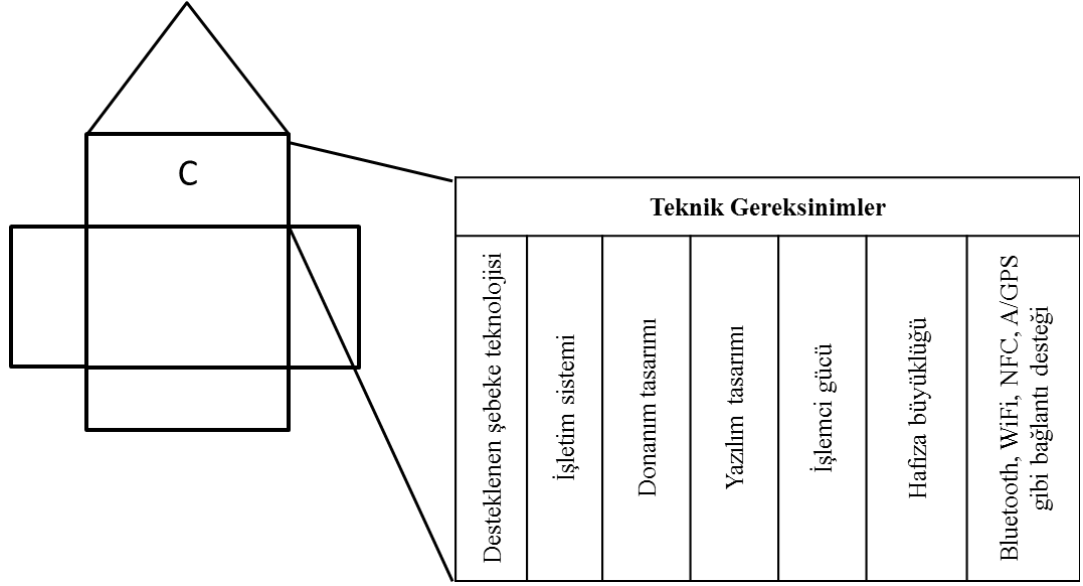 C
Teknik Gereksinimler
Desteklenen şebeke teknolojisi
İşletim sistemi
Donanım tasarımı
Yazılım tasarımı
İşlemci gücü
Hafıza büyüklüğü
Bluetooth, WiFi, NFC, A/GPS
gibi bağlantı desteği